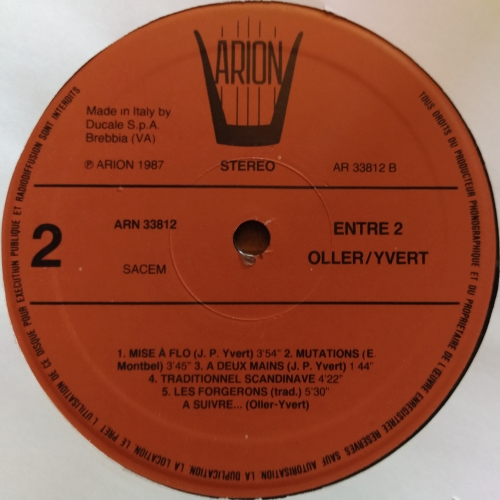 ARION
Made in Italy by
Ducale S.p.A.
Brebbia (VA)
℗ ARION 1987
STEREO
AR 33812 B
2
ARN 33812
ENTRE 2
OLLER/YVERT
SACEM
1. MISE À FLO (J. P. Yvert) 3'54" 2. MUTATIONS (E.
Montbel) 3'45" 3. A DEUX MAINS (J. P. Yvert) 1'44"
4. TRADITIONNEL SCANDINAVE 4'22"
5. LES FORGERONS (trad.) 5'30"
A SUIVRE... (Oller-Yvert)
TOUS DROITS DU PRODUCTEUR PHONOGRAPHIQUE ET DU PROPRIETAIRE DE L'ŒUVRE ENREGISTREE RESERVES SAUF AUTORISATION. LA DUPLICATION, LA LOCATION, LE PRET, L'UTILISATION DE CE DISQUE POUR EXECUTION PUBLIQUE ET RADIODIFFUSION SONT INTERDITS